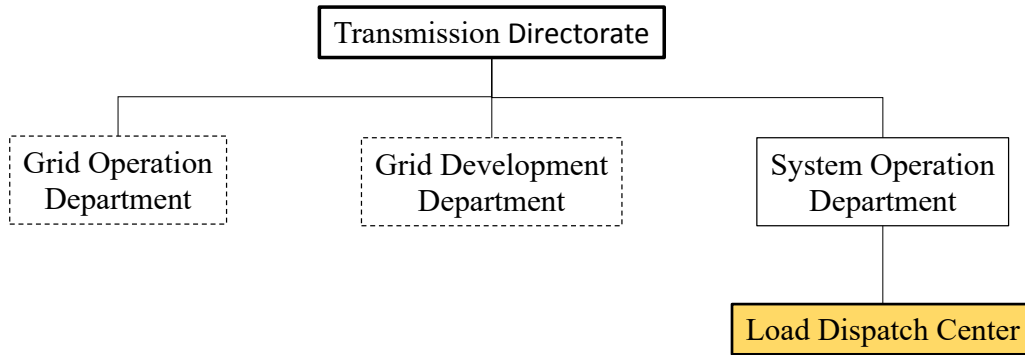 Transmission Directorate
Grid Operation
Department
Grid Development
Department
System Operation
Department
Load Dispatch Center